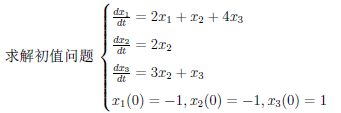 求解初值问题
dx₁/dt = 2x₁ + x₂ + 4x₃
dx₂/dt = 2x₂
dx₃/dt = 3x₂ + x₃
x₁(0) = −1, x₂(0) = −1, x₃(0) = 1